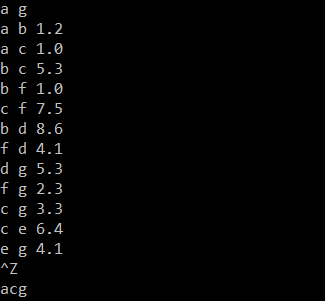 a g
a b 1.2
a c 1.0
b c 5.3
b f 1.0
c f 7.5
b d 8.6
f d 4.1
d g 5.3
f g 2.3
c g 3.3
c e 6.4
e g 4.1
^Z
acg